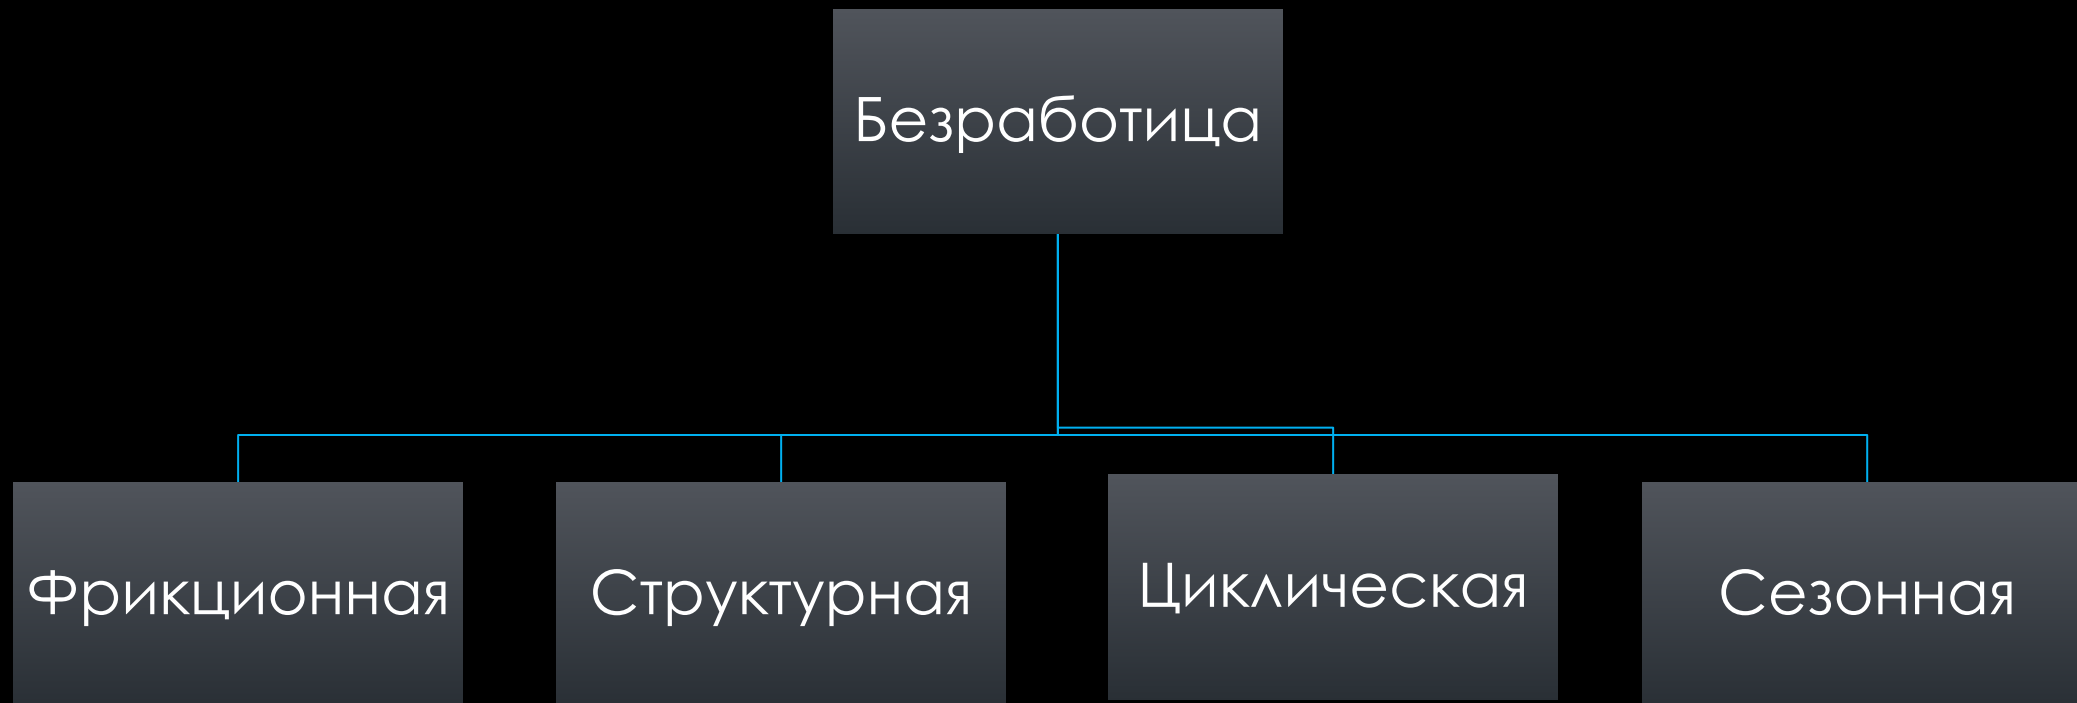 Безработица
Фрикционная
Структурная
Циклическая
Сезонная